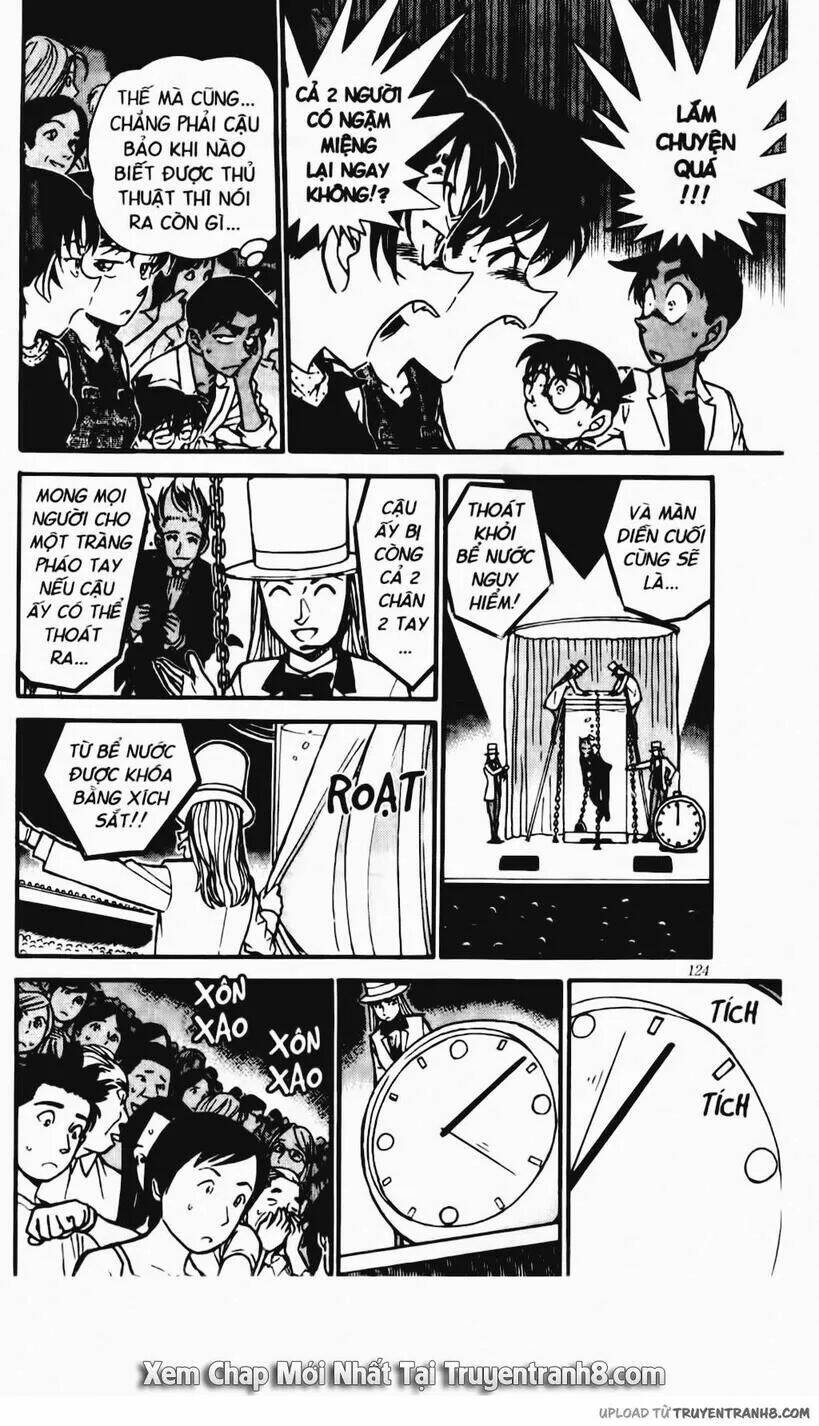 LẮM
CHUYỆN
QUÁ
!!!
CẢ 2 NGƯỜI
CÓ NGẬM
MIỆNG
LẠI NGAY
KHÔNG!?
THẾ MÀ CŨNG...
CHẲNG PHẢI CẬU
BẢO KHI NÀO
BIẾT ĐƯỢC THỦ
THUẬT THÌ NÓI
RA CÒN GÌ...
VÀ MÀN
DIỄN CUỐI
CÙNG SẼ
LÀ...
THOÁT
KHỎI
BỂ NƯỚC
NGUY
HIỂM!
CẬU
ẤY BỊ
CÒNG
CẢ 2
CHÂN
2 TAY
...
MONG MỌI
NGƯỜI CHO
MỘT TRÀNG
PHÁO TAY
NẾU CẬU
ẤY CÓ THỂ
THOÁT
RA...
ROẠT
TỪ BỂ NƯỚC
ĐƯỢC KHÓA
BẰNG XÍCH
SẮT!!
124
TÍCH
TÍCH
XÔN
XAO
XÔN
XAO
Xem Chap Mới Nhất Tại Truyentranh8.com
UPLOAD TỪ TRUYENTRANH8.COM